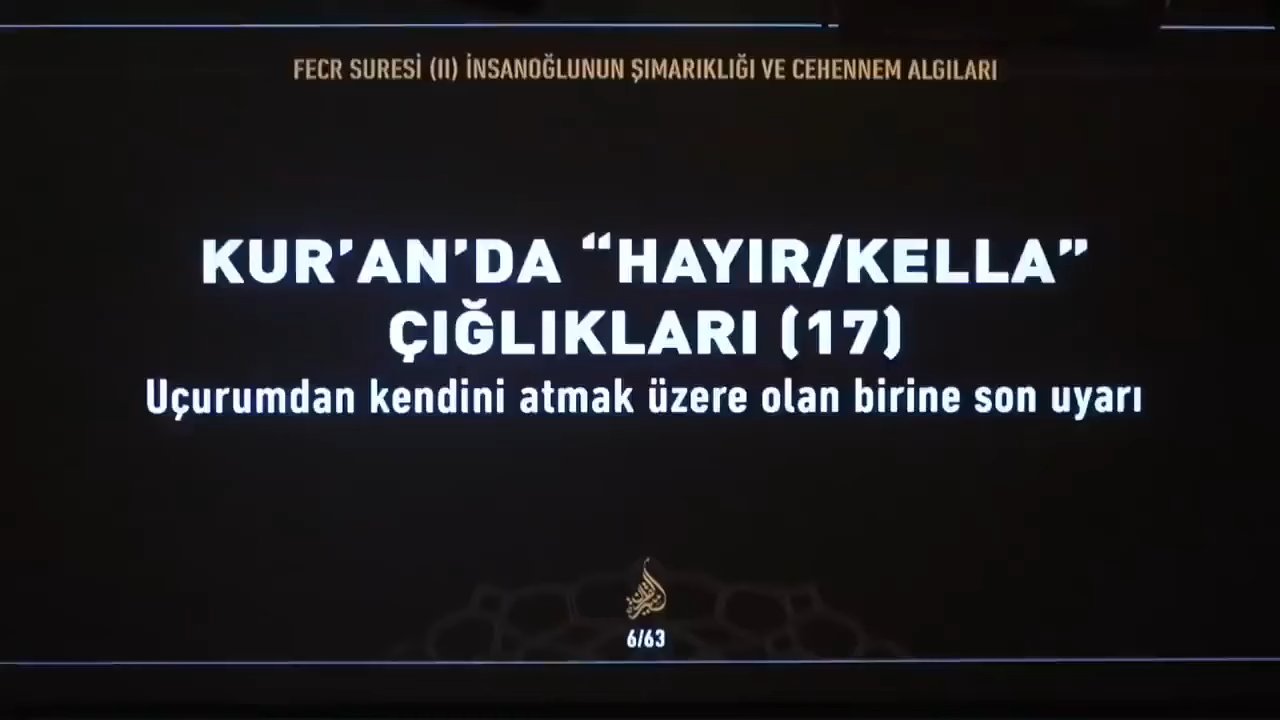 FECR SURESİ (II) İNSANOĞLUNUN ŞIMARIKLIĞI VE CEHENNEM ALGILARI
KUR’AN’DA “HAYIR/KELLA”
ÇIĞLIKLARI (17)
Uçurumdan kendini atmak üzere olan birine son uyarı
6/63